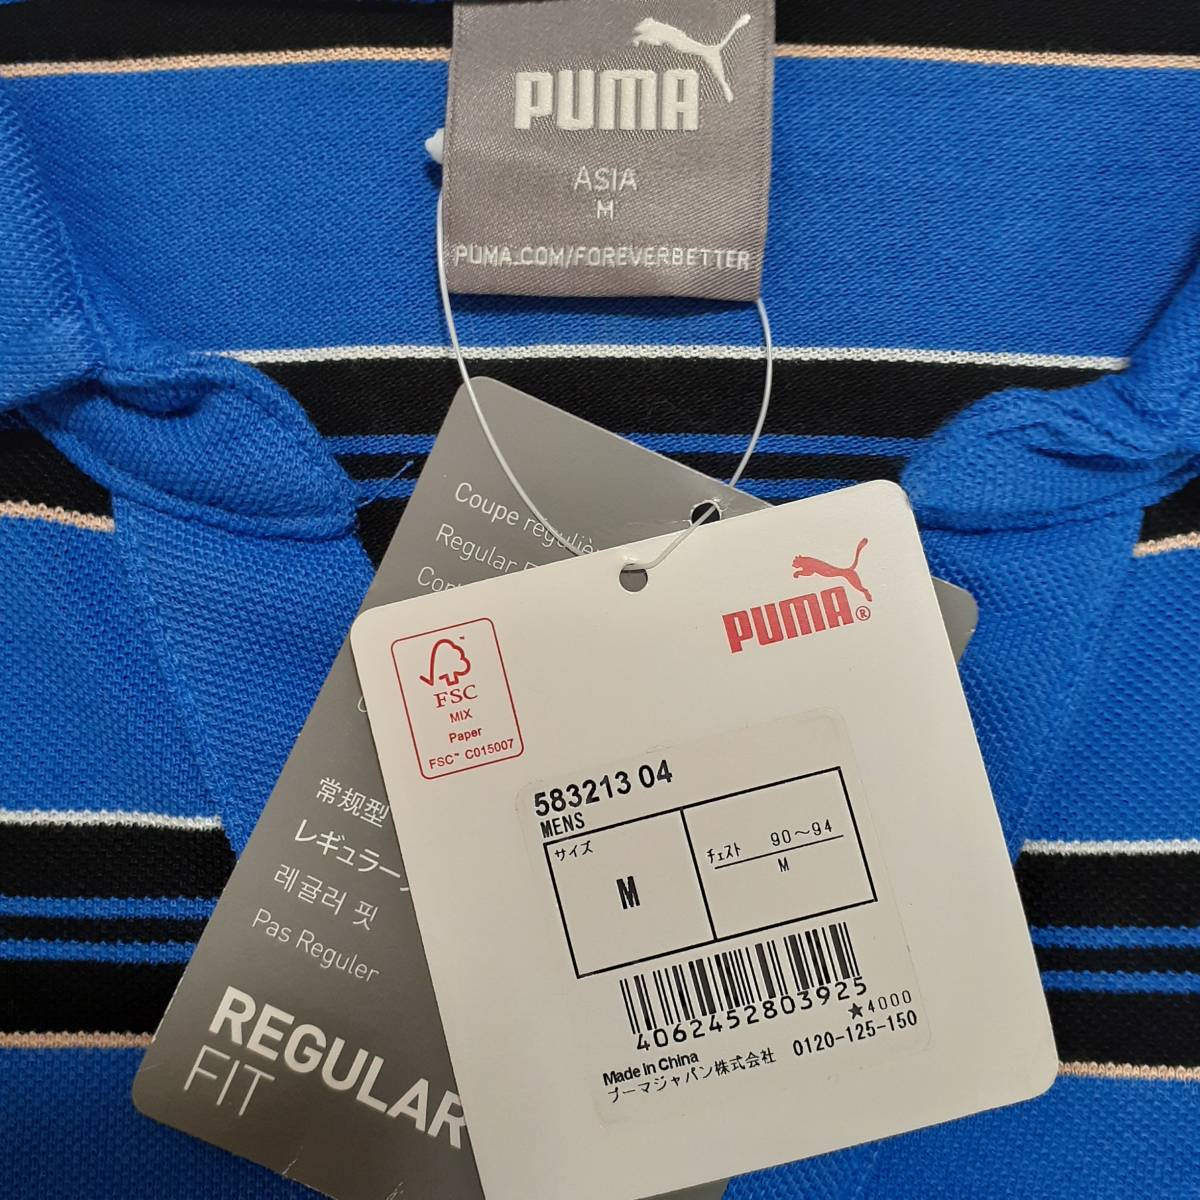 PUMA
ASIA
M
PUMA.COM/FOREVERBETTER
Coupe régulière
Regular
常规型
レギュラー
레귤러 핏
Pas Reguler
REGULAR
FIT
PUMA®
FSC
MIX
Paper
FSC™ C015007
583213 04
MENS
サイズ
M
チェスト 90～94
M
4062452803925
★4000
Made in China
プーマジャパン株式会社 0120-125-150